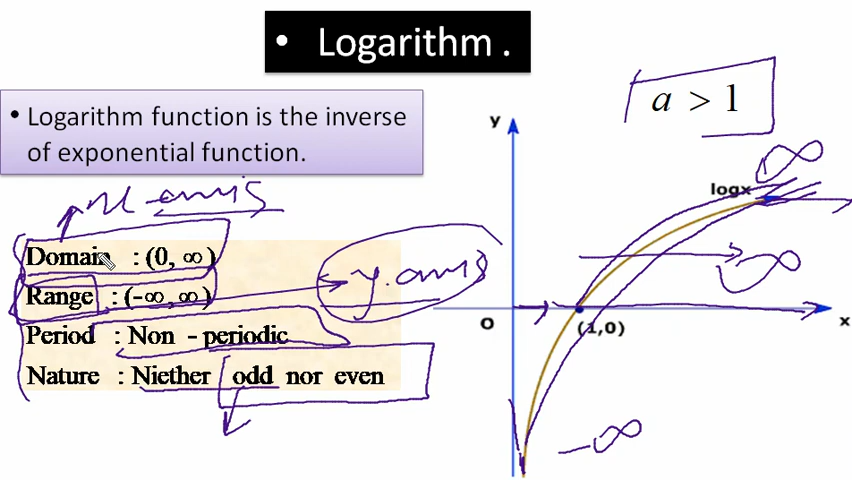 • Logarithm .
• Logarithm function is the inverse
of exponential function.
a > 1
y
∞
logx
Domain : (0, ∞)
Range : (-∞, ∞)
y.axis
∞
Period : Non - periodic
O
(1,0)
x
Nature : Niether odd nor even
-∞